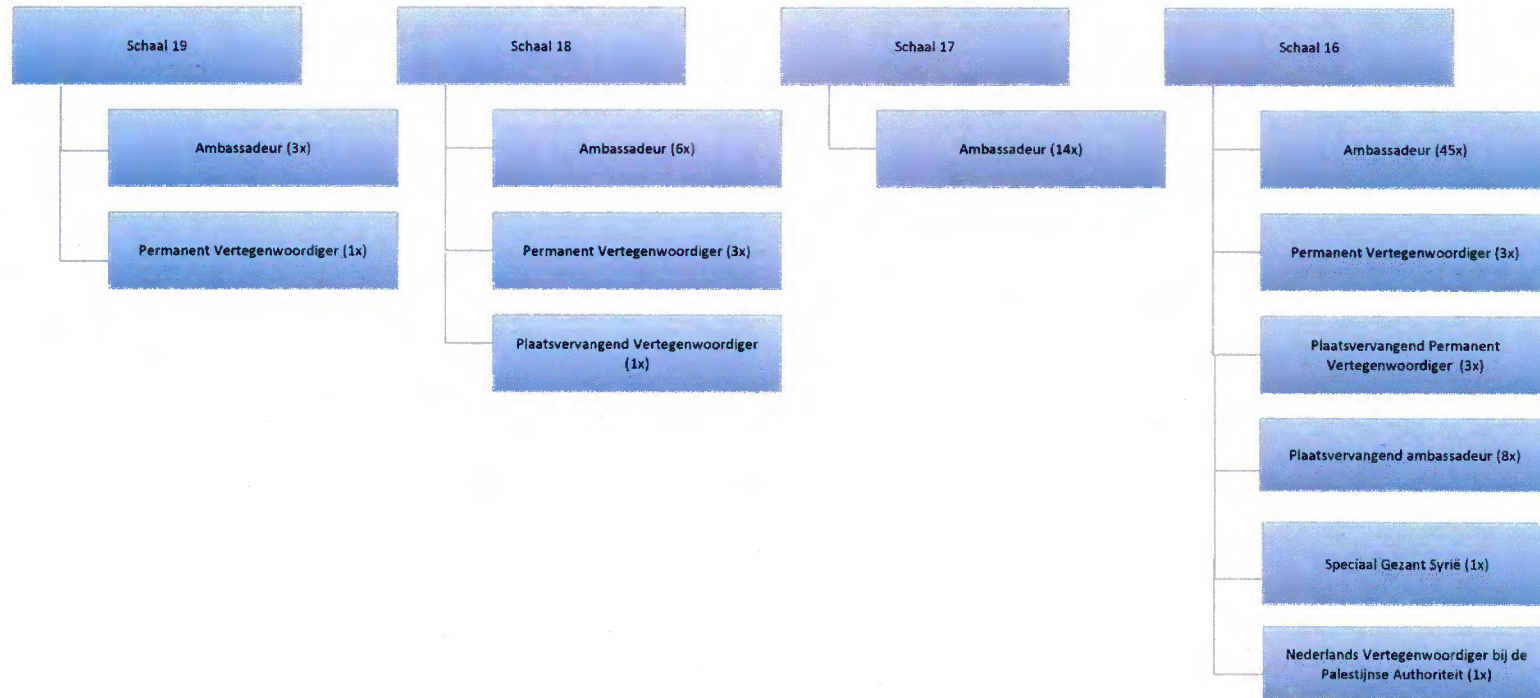 Schaal 19
Ambassadeur (3x)
Permanent Vertegenwoordiger (1x)
Schaal 18
Ambassadeur (6x)
Permanent Vertegenwoordiger (3x)
Plaatsvervangend Vertegenwoordiger
(1x)
Schaal 17
Ambassadeur (14x)
Schaal 16
Ambassadeur (45x)
Permanent Vertegenwoordiger (3x)
Plaatsvervangend Permanent
Vertegenwoordiger (3x)
Plaatsvervangend ambassadeur (8x)
Speciaal Gezant Syrië (1x)
Nederlands Vertegenwoordiger bij de
Palestijnse Authoriteit (1x)